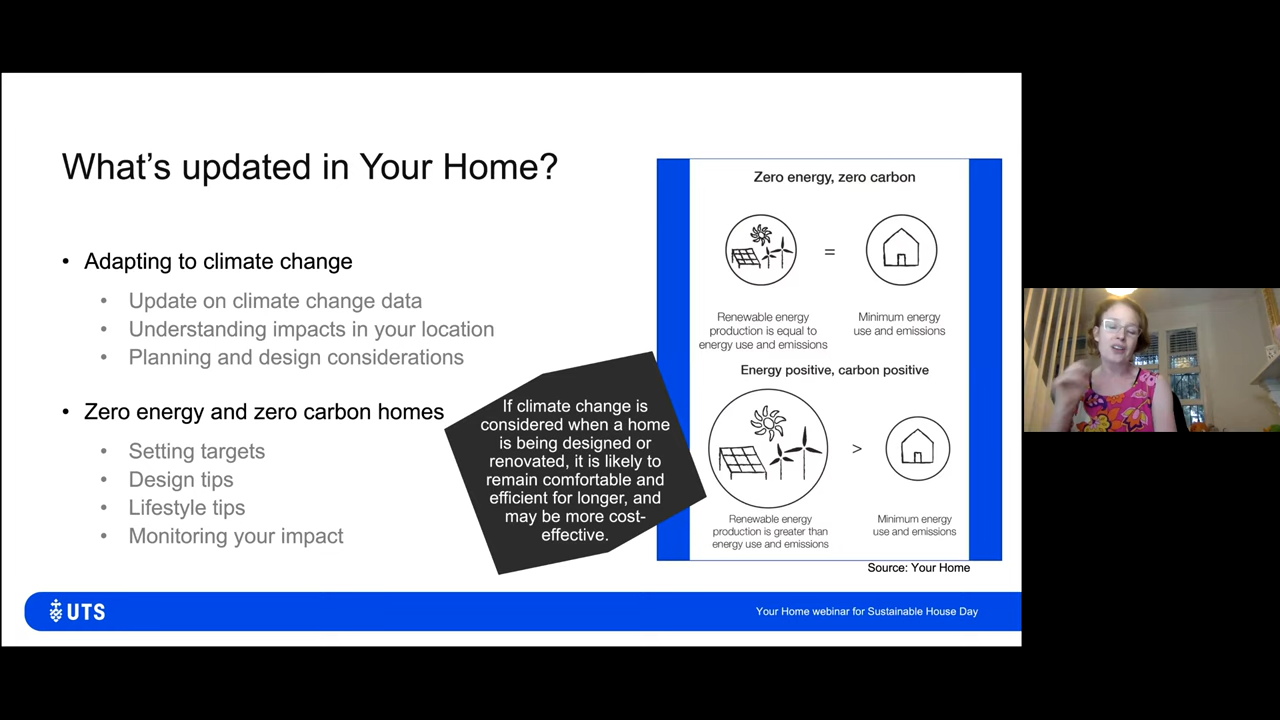 What's updated in Your Home?
• Adapting to climate change
• Update on climate change data
• Understanding impacts in your location
• Planning and design considerations
• Zero energy and zero carbon homes
• Setting targets
• Design tips
• Lifestyle tips
• Monitoring your impact
If climate change is
considered when a home
is being designed or
renovated, it is likely to
remain comfortable and
efficient for longer, and
may be more cost-
effective.
Zero energy, zero carbon
=
Renewable energy
production is equal to
energy use and emissions
Minimum energy
use and emissions
Energy positive, carbon positive
>
Renewable energy
production is greater than
energy use and emissions
Minimum energy
use and emissions
Source: Your Home
UTS
Your Home webinar for Sustainable House Day